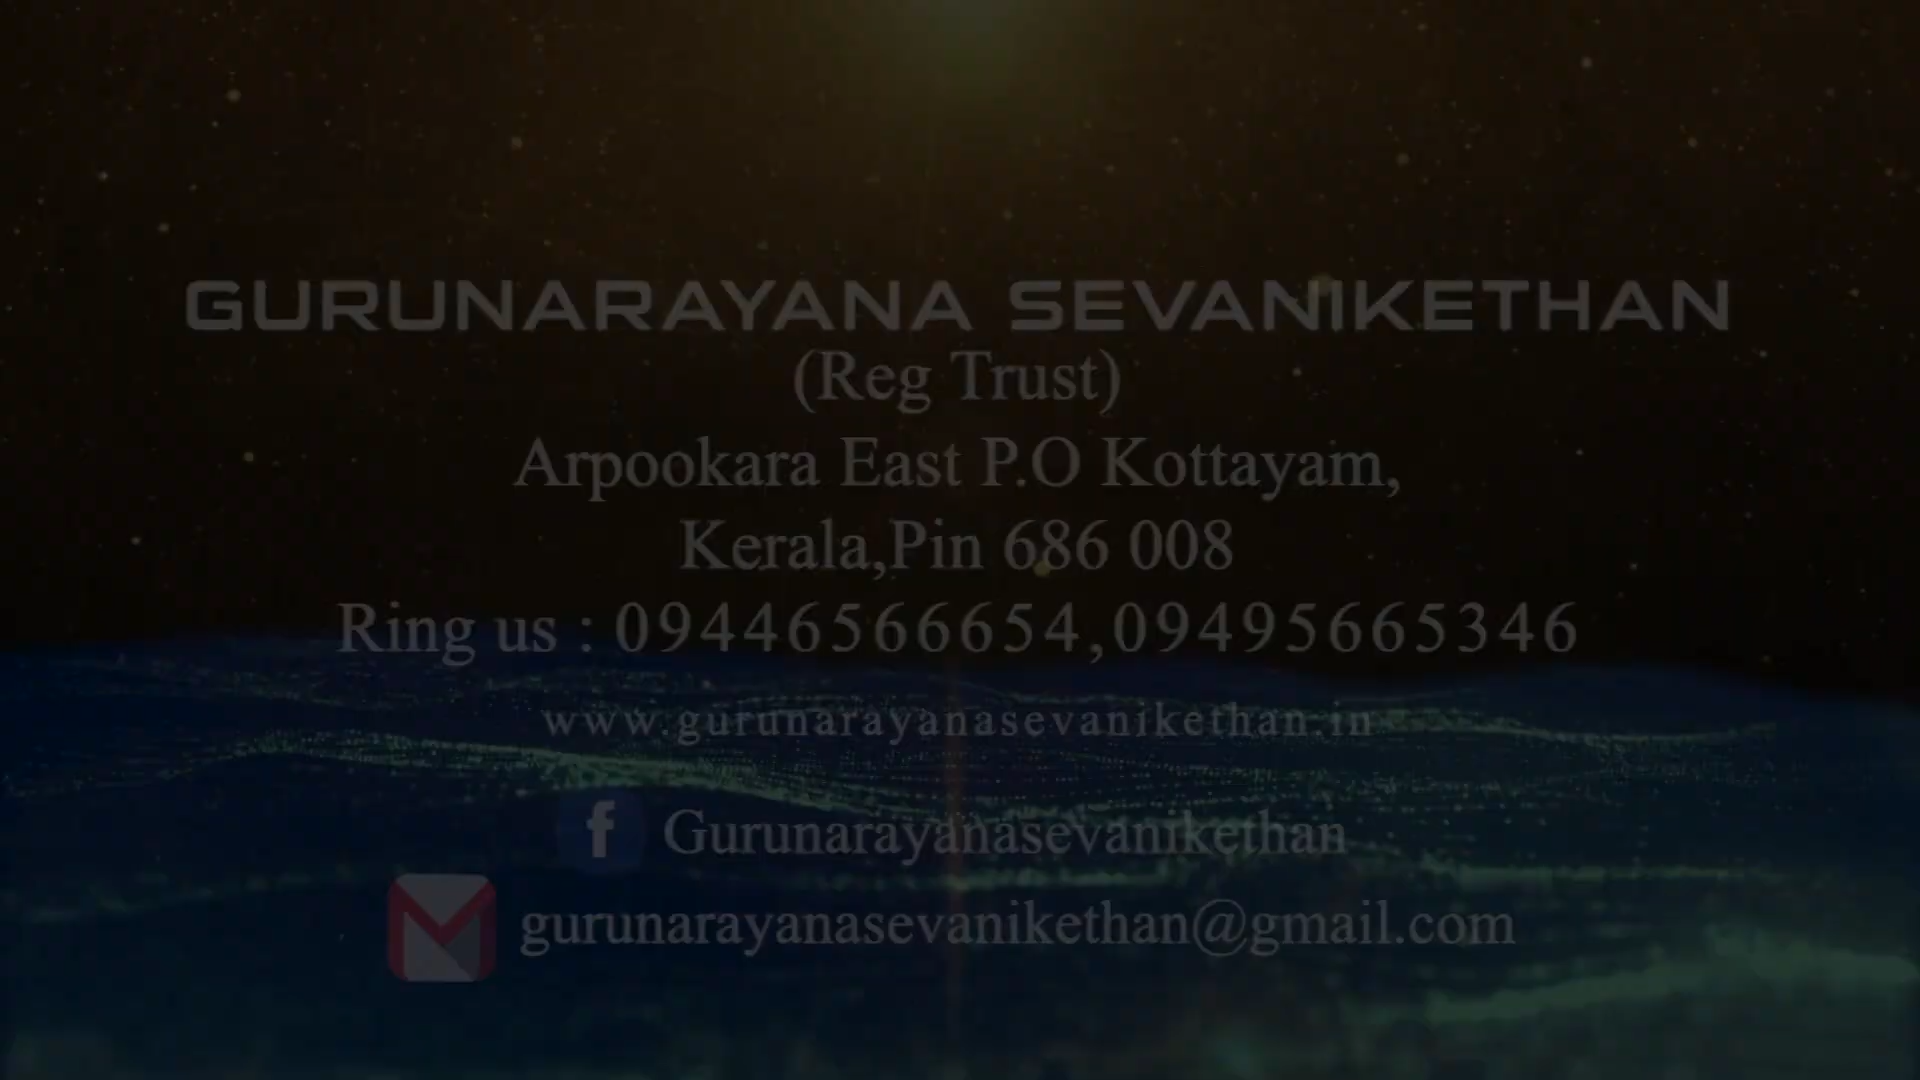 GURUNARAYANA SEVANIKETHAN
(Reg Trust)
Arpookara East P.O Kottayam,
Kerala,Pin 686 008
Ring us : 09446566654,09495665346
www.gurunarayanasevanikethan.in
Gurunarayanasevanikethan
gurunarayanasevanikethan@gmail.com